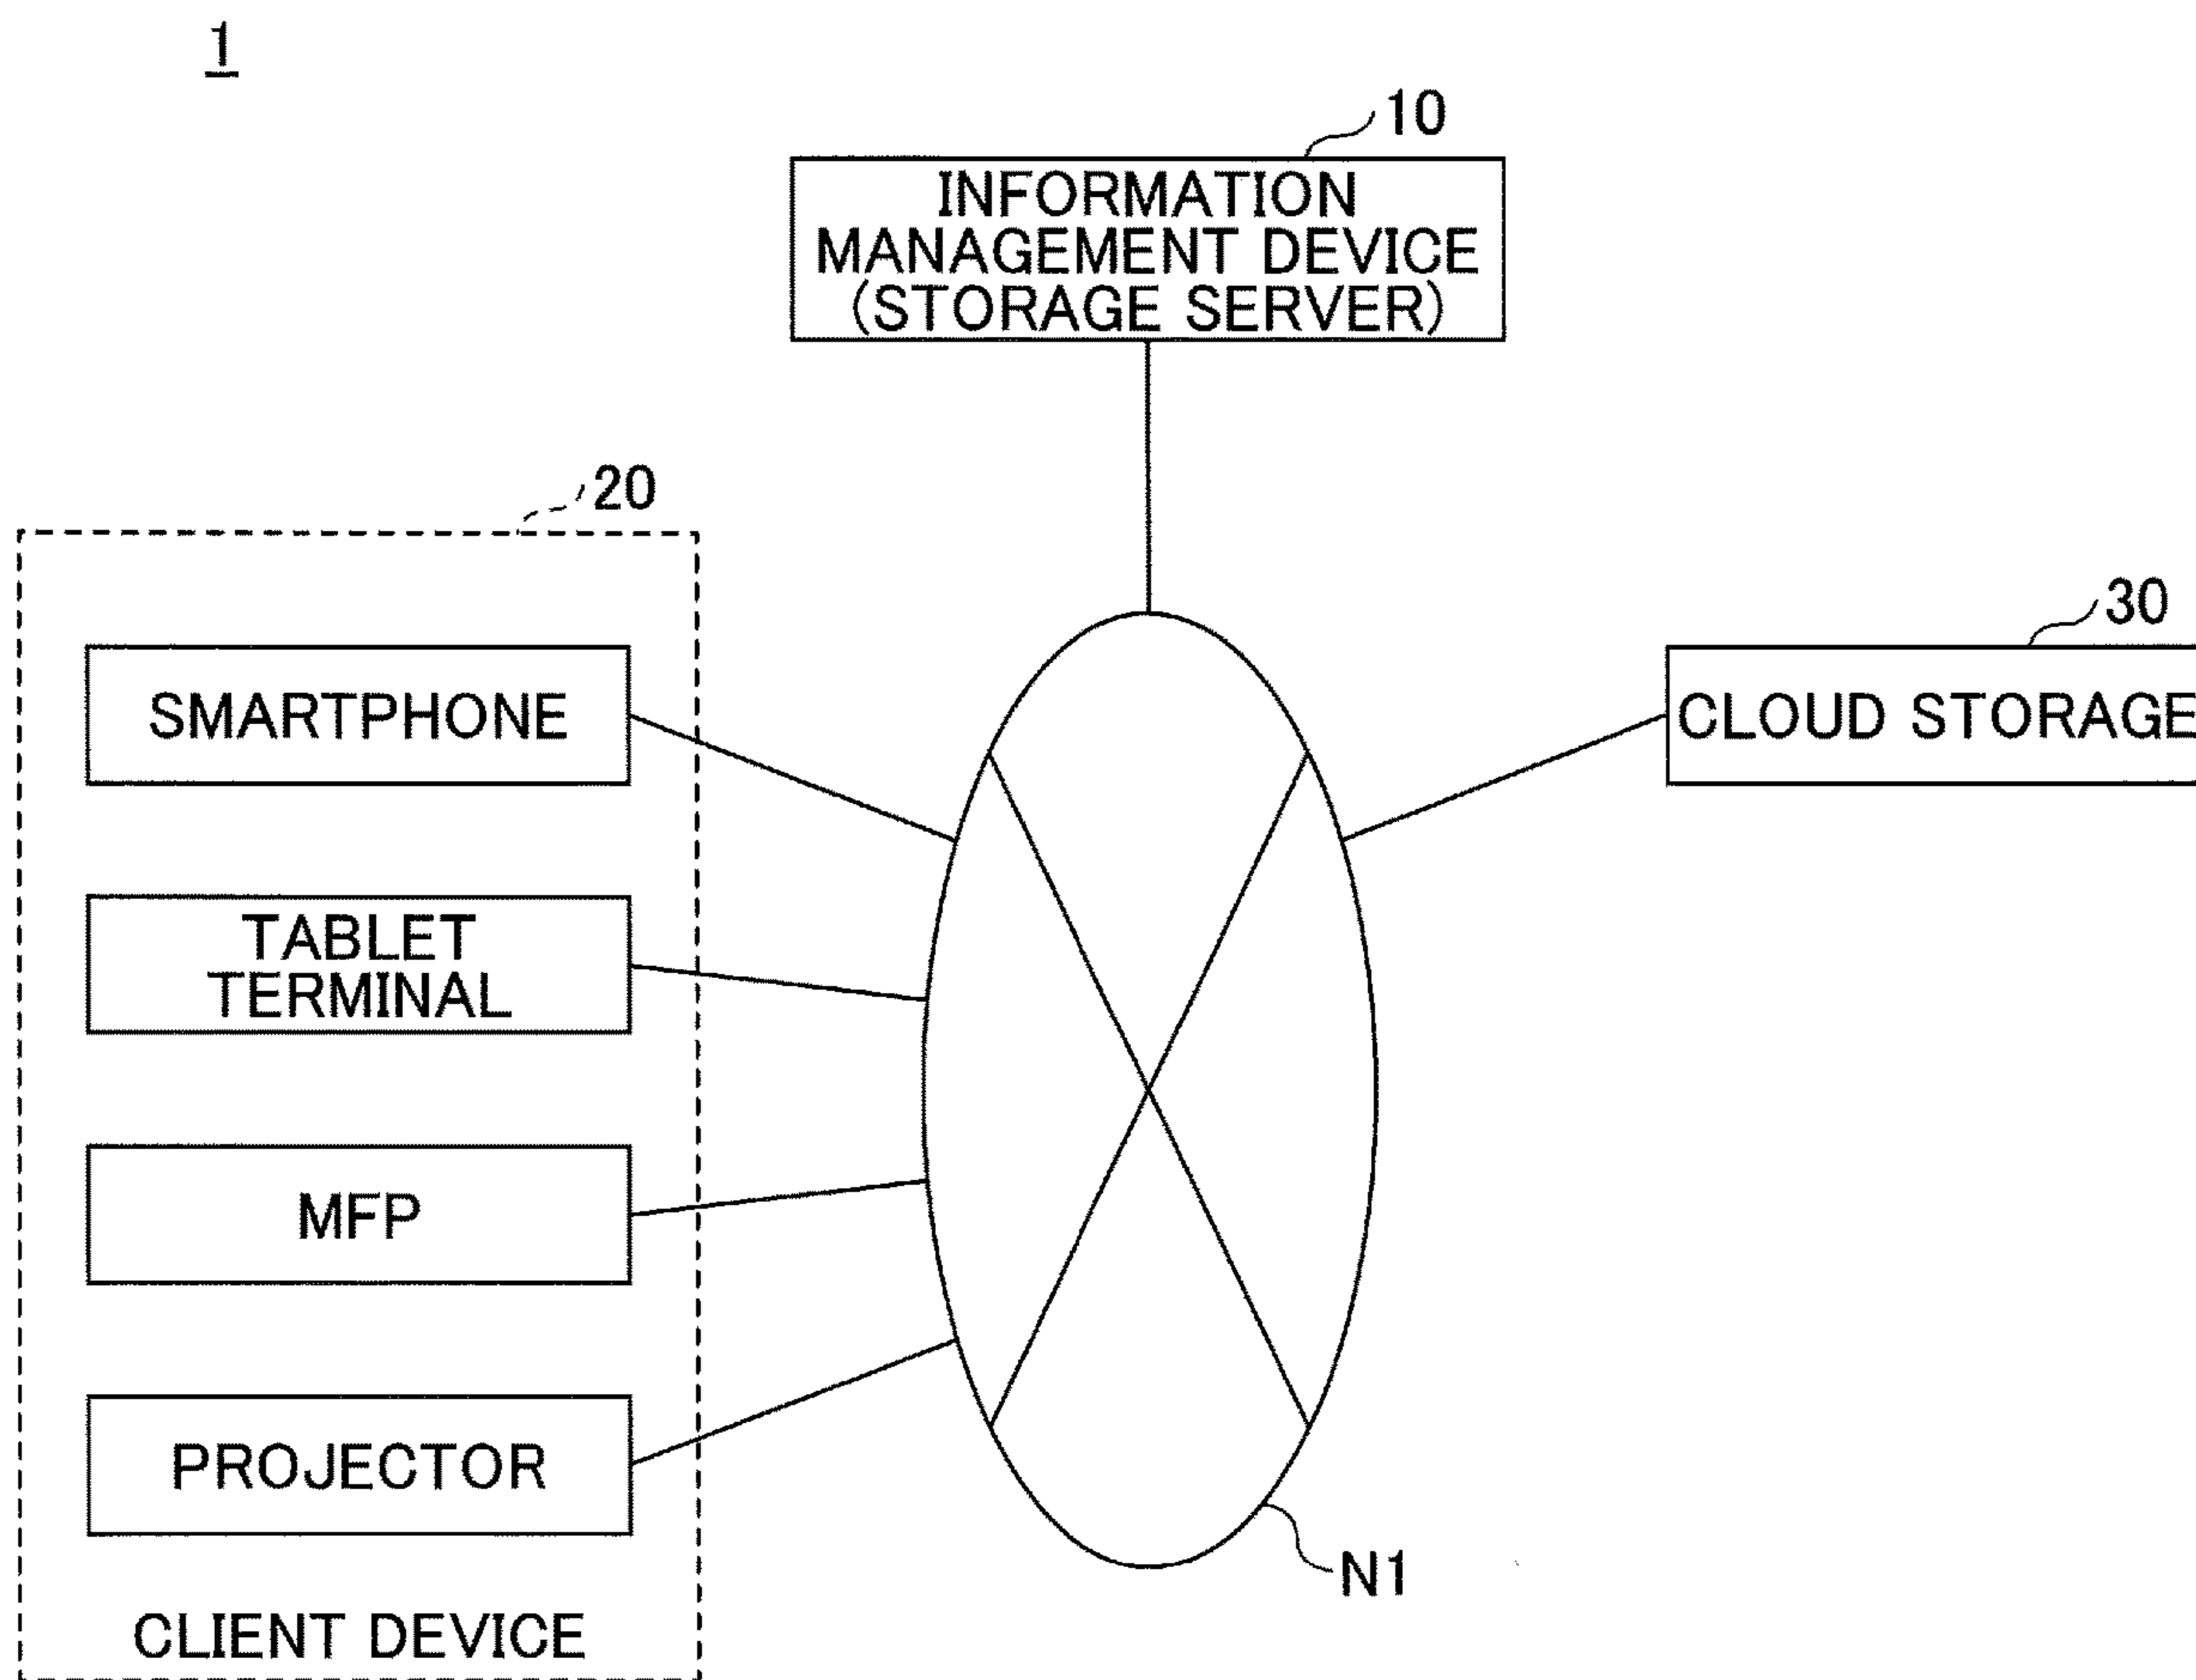 1
10
INFORMATION
MANAGEMENT DEVICE
(STORAGE SERVER)
20
30
SMARTPHONE
CLOUD STORAGE
TABLET
TERMINAL
MFP
PROJECTOR
N1
CLIENT DEVICE